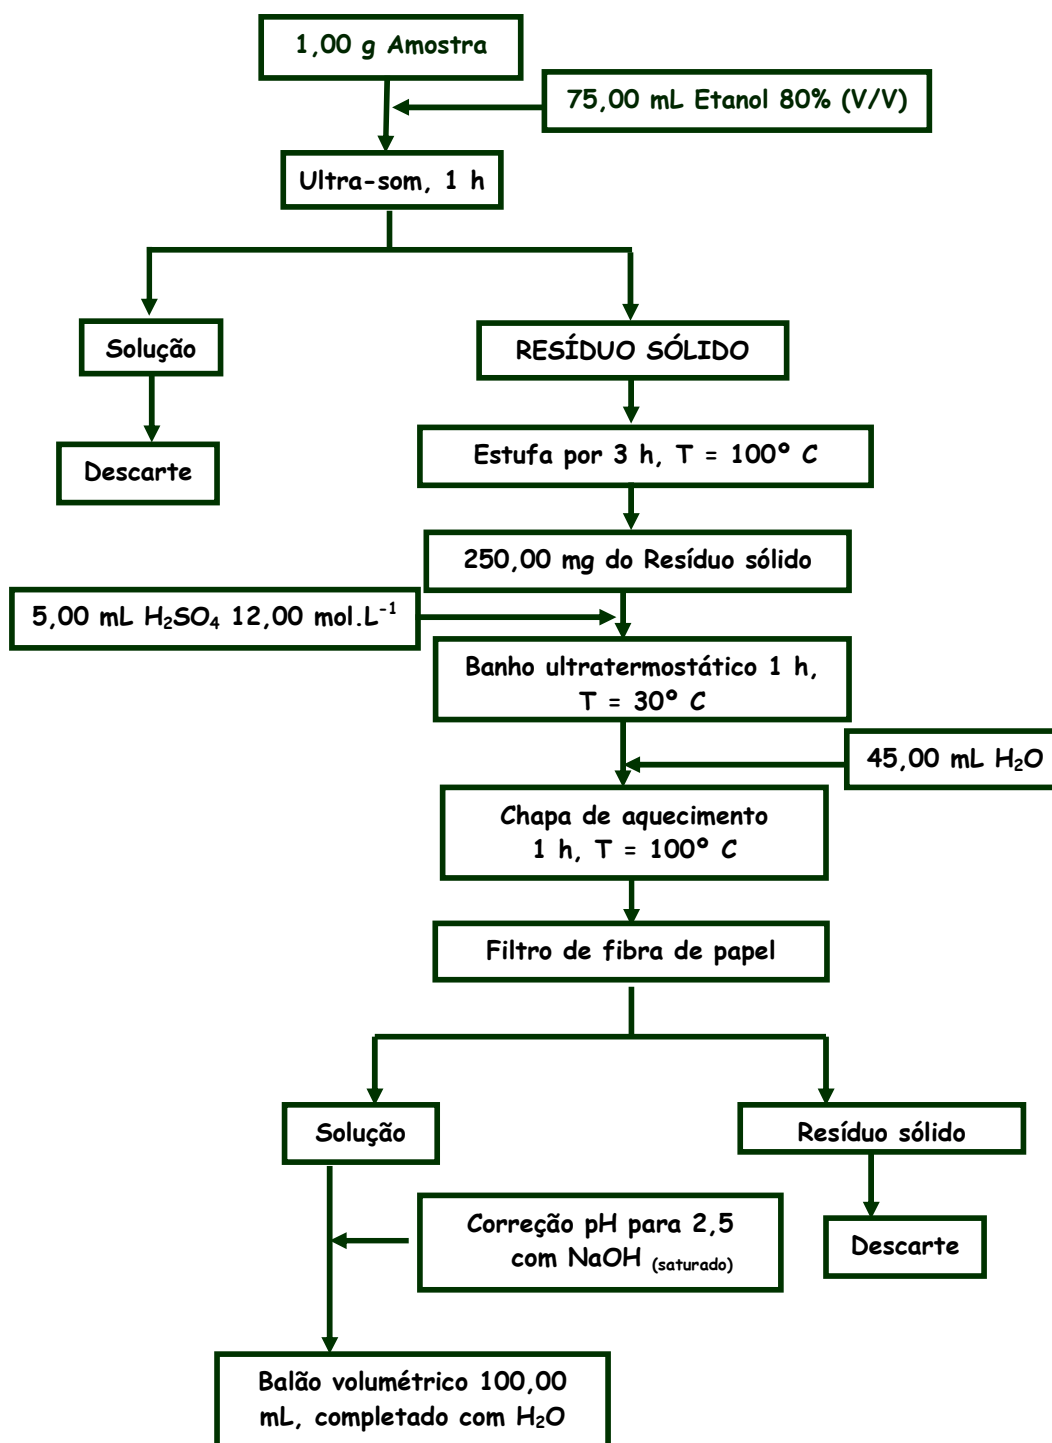 1,00 g Amostra
75,00 mL Etanol 80% (V/V)
Ultra-som, 1 h
Solução
RESÍDUO SÓLIDO
Descarte
Estufa por 3 h, T = 100º C
250,00 mg do Resíduo sólido
5,00 mL H₂SO₄ 12,00 mol.L⁻¹
Banho ultratermostático 1 h,
T = 30º C
45,00 mL H₂O
Chapa de aquecimento
1 h, T = 100º C
Filtro de fibra de papel
Solução
Resíduo sólido
Correção pH para 2,5
com NaOH (saturado)
Descarte
Balão volumétrico 100,00
mL, completado com H₂O